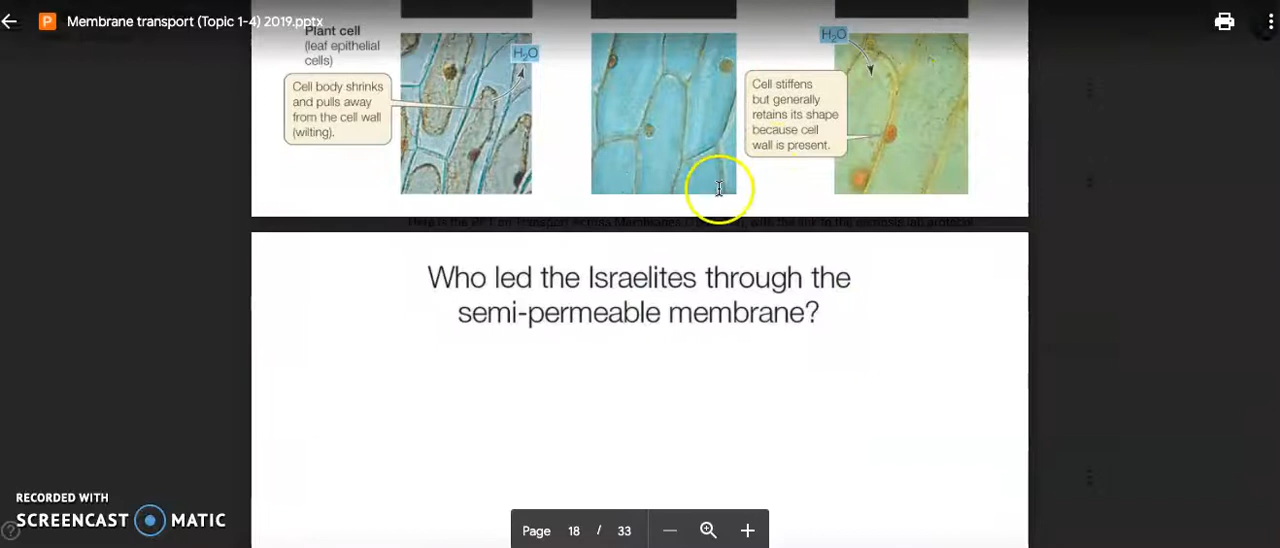 Membrane transport (Topic 1-4) 2019.pptx
Plant cell
(leaf epithelial
cells)
H₂O
H₂O
Cell body shrinks
and pulls away
from the cell wall
(wilting).
Cell stiffens
but generally
retains its shape
because cell
wall is present.
Who led the Israelites through the
semi-permeable membrane?
RECORDED WITH
SCREENCAST MATIC
Page 18 / 33